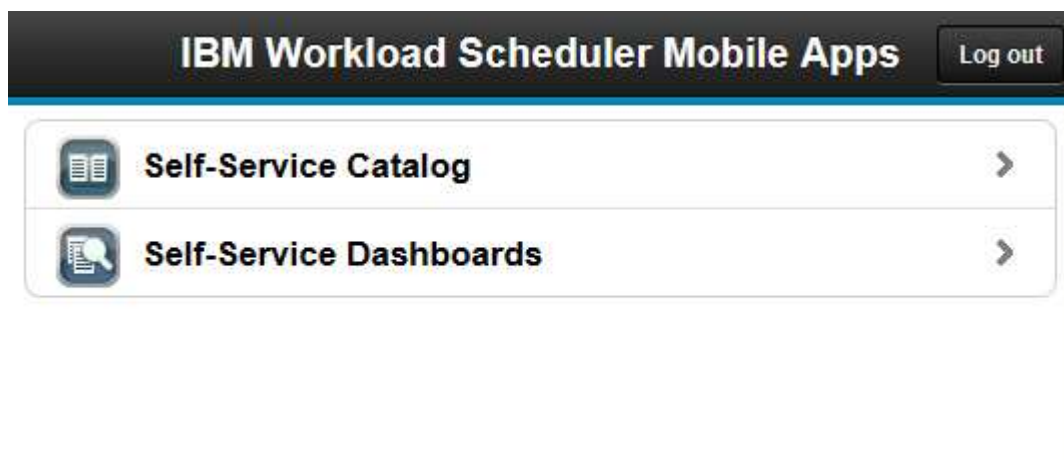 IBM Workload Scheduler Mobile Apps Log out
Self-Service Catalog
Self-Service Dashboards